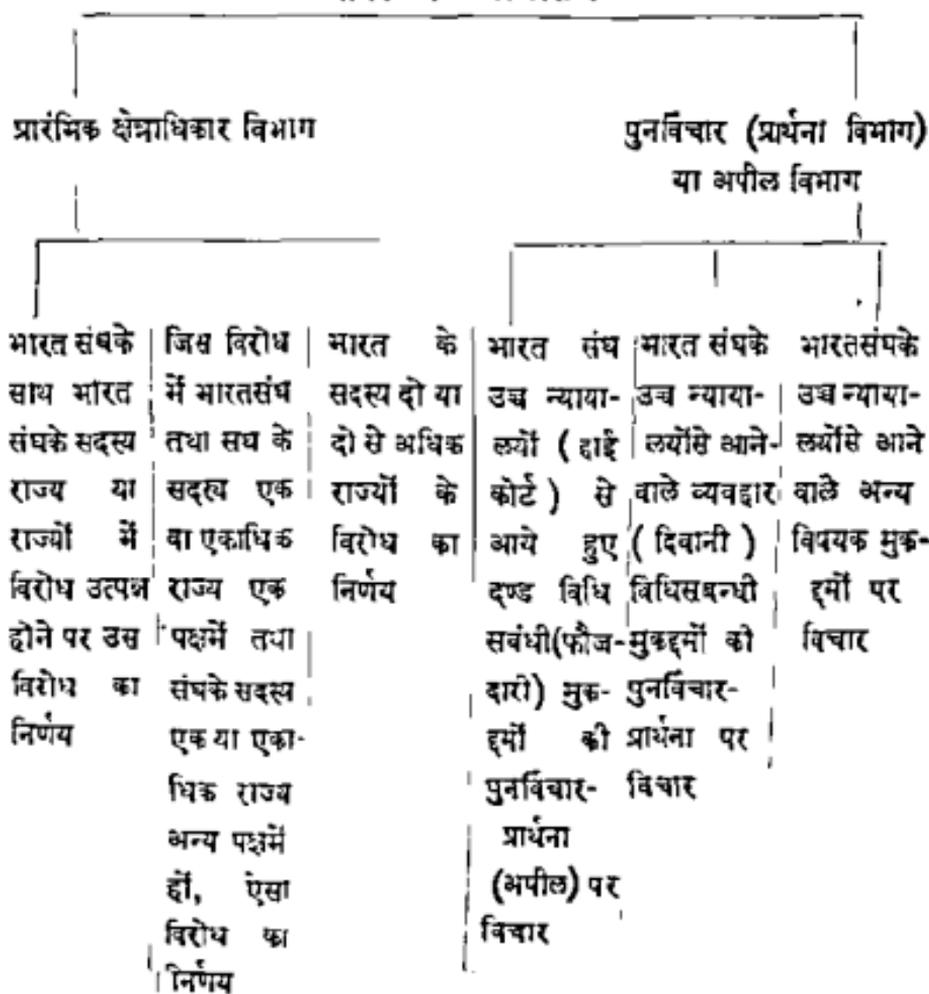 प्रारंभिक क्षेत्राधिकार विभाग
पुनर्विचार (प्रार्थना विभाग)
या अपील विभाग
भारत संघके
साथ भारत
संघके सदस्य
राज्य या
राज्यों में
विरोध उत्पन्न
होने पर उस
विरोध का
निर्णय
जिस विरोध
में भारतसंघ
तथा सघ के
सदस्य एक
वा एकाधिक
राज्य एक
पक्षमें तथा
संघके सदस्य
एक या एका-
धिक राज्य
अन्य पक्षमें
हों, ऐसा
विरोध का
निर्णय
भारत के
सदस्य दो या
दो से अधिक
राज्यों के
विरोध का
निर्णय
भारत संघ
उच्च न्याया-
लयों (हाई
कोर्ट) से
आये हुए
दण्ड विधि
सबंधी(फौज-
दारी) मुक-
द्दमों की
पुनर्विचार-
प्रार्थना
(अपील) पर
विचार
भारत संघके
उच्च न्याया-
लयोंसे आने-
वाले व्यवहार
(दिवानी)
विधिसबन्धी
मुकद्दमों की
पुनर्विचार-
प्रार्थना पर
विचार
भारतसंघके
उच्च न्याया-
लयोंसे आने
वाले अन्य
विषयक मुक-
द्दमों पर
विचार